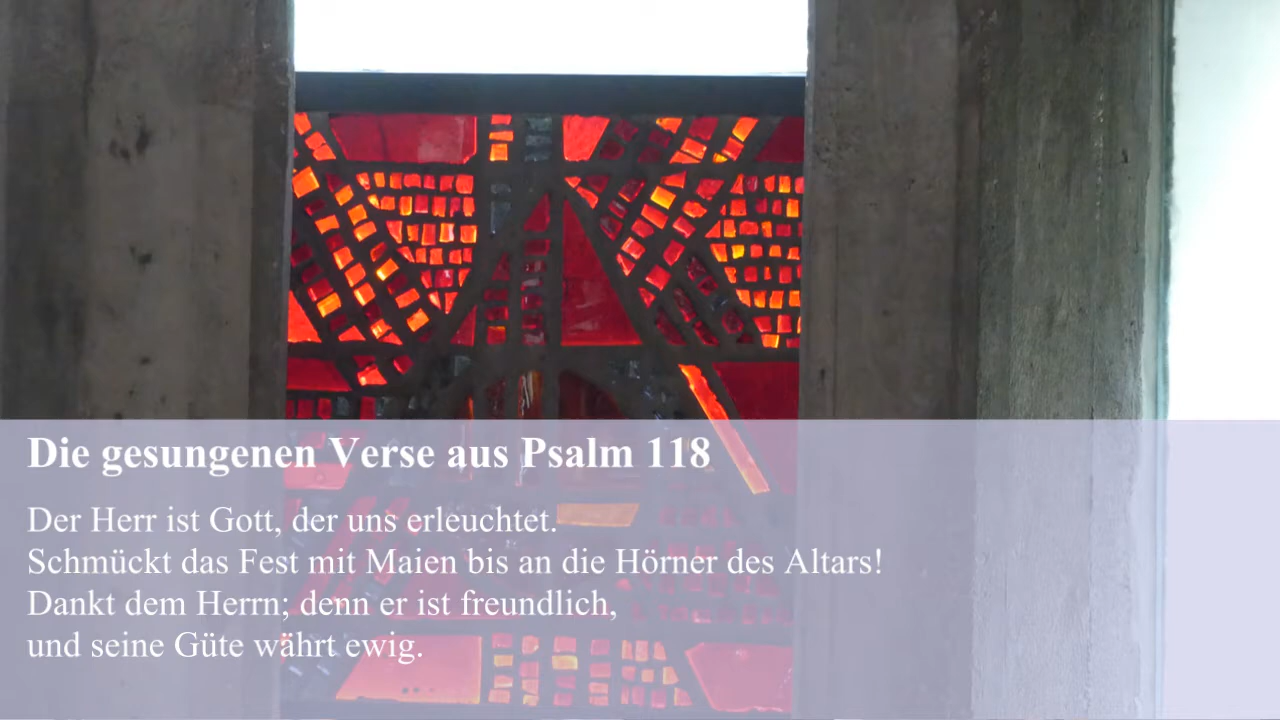 Die gesungenen Verse aus Psalm 118
Der Herr ist Gott, der uns erleuchtet.
Schmückt das Fest mit Maien bis an die Hörner des Altars!
Dankt dem Herrn; denn er ist freundlich,
und seine Güte währt ewig.